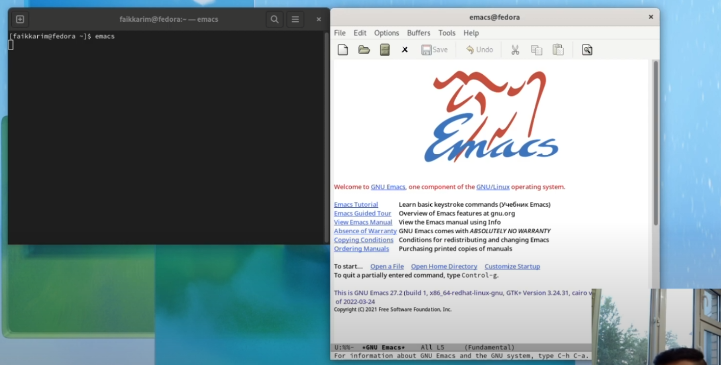 faikkarim@fedora:~ — emacs
[faikkarim@fedora ~]$ emacs
emacs@fedora
File Edit Options Buffers Tools Help
Save Undo
Emacs
Welcome to GNU Emacs, one component of the GNU/Linux operating system.
Emacs Tutorial Learn basic keystroke commands (Учебник Emacs)
Emacs Guided Tour Overview of Emacs features at gnu.org
View Emacs Manual View the Emacs manual using Info
Absence of Warranty GNU Emacs comes with ABSOLUTELY NO WARRANTY
Copying Conditions Conditions for redistributing and changing Emacs
Ordering Manuals Purchasing printed copies of manuals
To start... Open a File Open Home Directory Customize Startup
To quit a partially entered command, type Control-g.
This is GNU Emacs 27.2 (build 1, x86_64-redhat-linux-gnu, GTK+ Version 3.24.31, cairo v
of 2022-03-24
Copyright (C) 2021 Free Software Foundation, Inc.
U:%%- *GNU Emacs* All L5 (Fundamental)
For information about GNU Emacs and the GNU system, type C-h C-a.